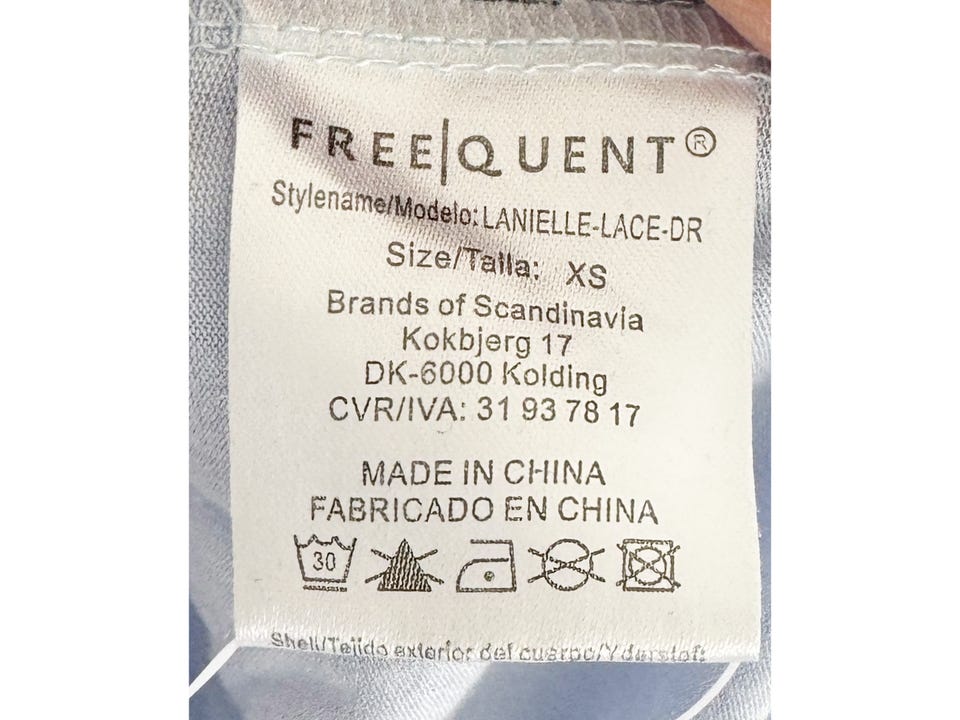 FREE|QUENT®
Stylename/Modelo: LANIELLE-LACE-DR
Size/Talla: XS
Brands of Scandinavia
Kokbjerg 17
DK-6000 Kolding
CVR/IVA: 31 93 78 17
MADE IN CHINA
FABRICADO EN CHINA
30
Shell/Tejido exterior del cuerpo/Yderstof: